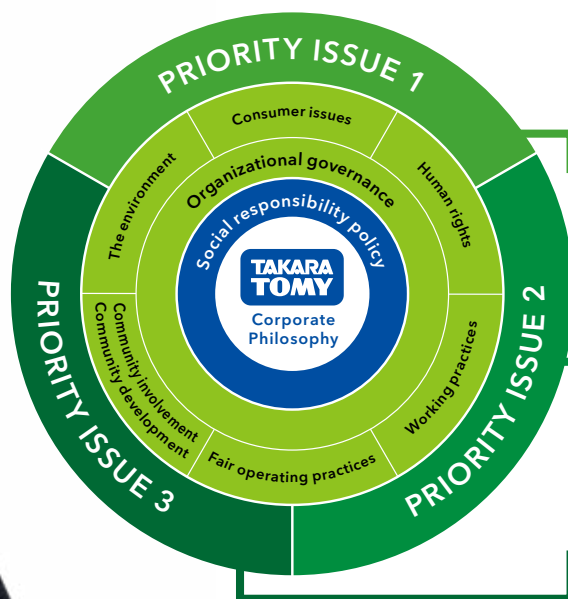 PRIORITY ISSUE 1
Consumer issues
The environment
Human rights
Organizational governance
Social responsibility policy
TAKARA
TOMY
Corporate
Philosophy
PRIORITY ISSUE 2
PRIORITY ISSUE 3
Community involvement
Community development
Working practices
Fair operating practices